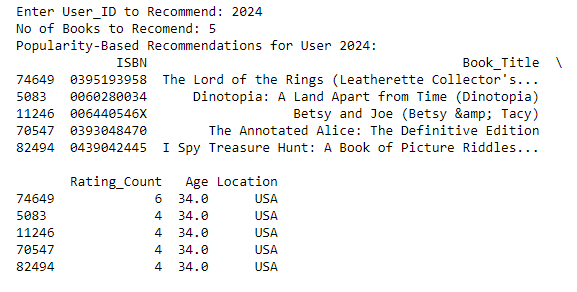 Enter User_ID to Recommend: 2024
No of Books to Recomend: 5
Popularity-Based Recommendations for User 2024:
ISBN Book_Title \
74649 0395193958 The Lord of the Rings (Leatherette Collector's...
5083 0060280034 Dinotopia: A Land Apart from Time (Dinotopia)
11246 006440546X Betsy and Joe (Betsy &amp; Tacy)
70547 0393048470 The Annotated Alice: The Definitive Edition
82494 0439042445 I Spy Treasure Hunt: A Book of Picture Riddles...
Rating_Count Age Location
74649 6 34.0 USA
5083 4 34.0 USA
11246 4 34.0 USA
70547 4 34.0 USA
82494 4 34.0 USA